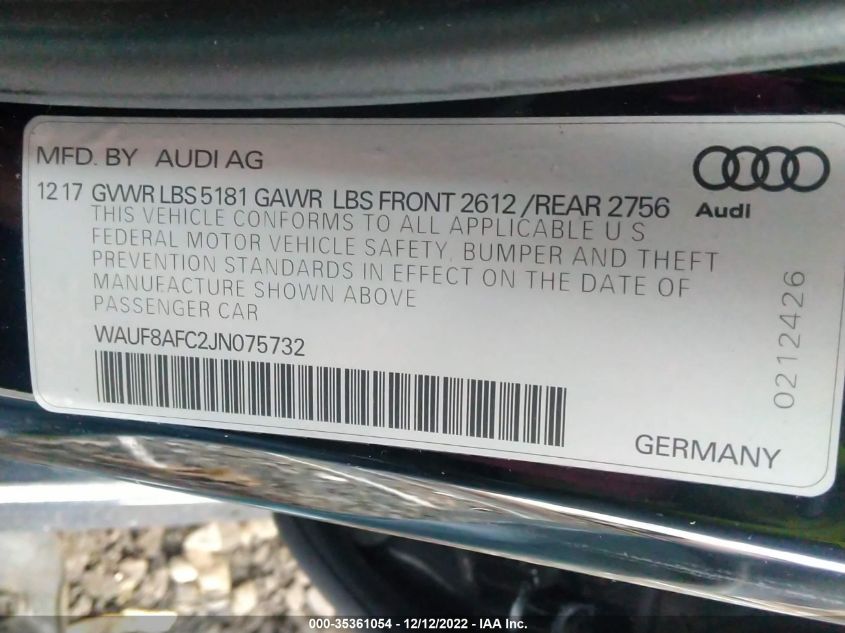 MFD. BY AUDI AG
12 17 GVWR LBS 5181 GAWR LBS FRONT 2612 / REAR 2756
THIS VEHICLE CONFORMS TO ALL APPLICABLE U S
FEDERAL MOTOR VEHICLE SAFETY, BUMPER AND THEFT
PREVENTION STANDARDS IN EFFECT ON THE DATE OF
MANUFACTURE SHOWN ABOVE
PASSENGER CAR
WAUF8AFC2JN075732
Audi
0212426
GERMANY
000-35361054 - 12/12/2022 - IAA Inc.